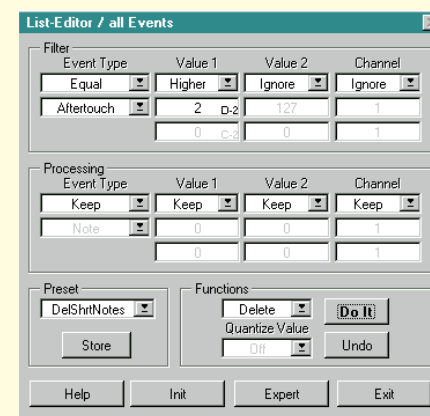 List-Editor / all Events
Filter
Event Type Value 1 Value 2 Channel
Equal Higher Ignore Ignore
Aftertouch 2 D-2 127 1
0 C-2 0 1
Processing
Event Type Value 1 Value 2 Channel
Keep Keep Keep Keep
Note 0 0 1
0 0 1
Preset Functions
DelShrtNotes Delete Do It
Quantize Value
Store Off Undo
Help Init Expert Exit